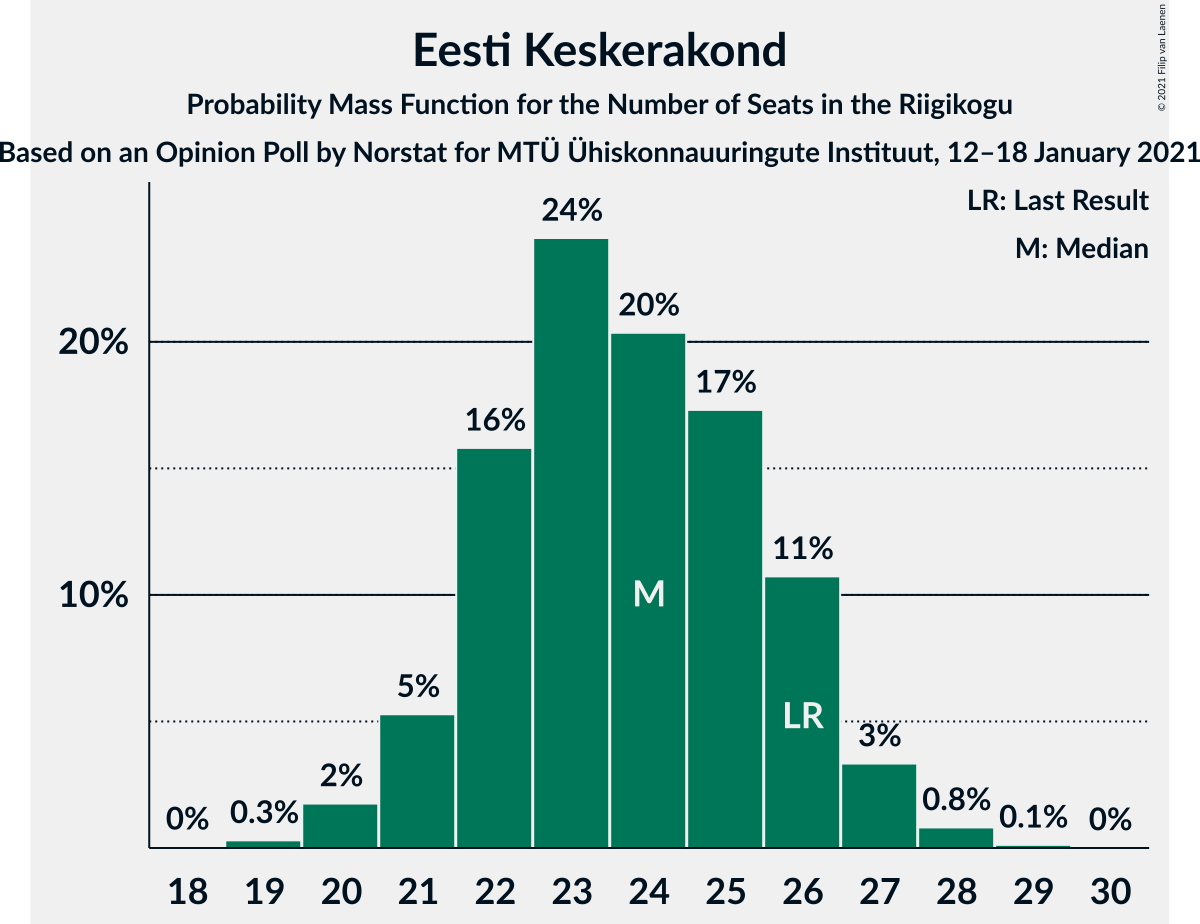 Eesti Keskerakond
Probability Mass Function for the Number of Seats in the Riigikogu
Based on an Opinion Poll by Norstat for MTÜ Ühiskonnauuringute Instituut, 12–18 January 2021
© 2021 Filip van Laenen
LR: Last Result
M: Median
24%
20%
20%
17%
16%
11%
10%
M
5%
LR
3%
2%
0%
0.3%
0.8%
0.1%
0%
18 19 20 21 22 23 24 25 26 27 28 29 30